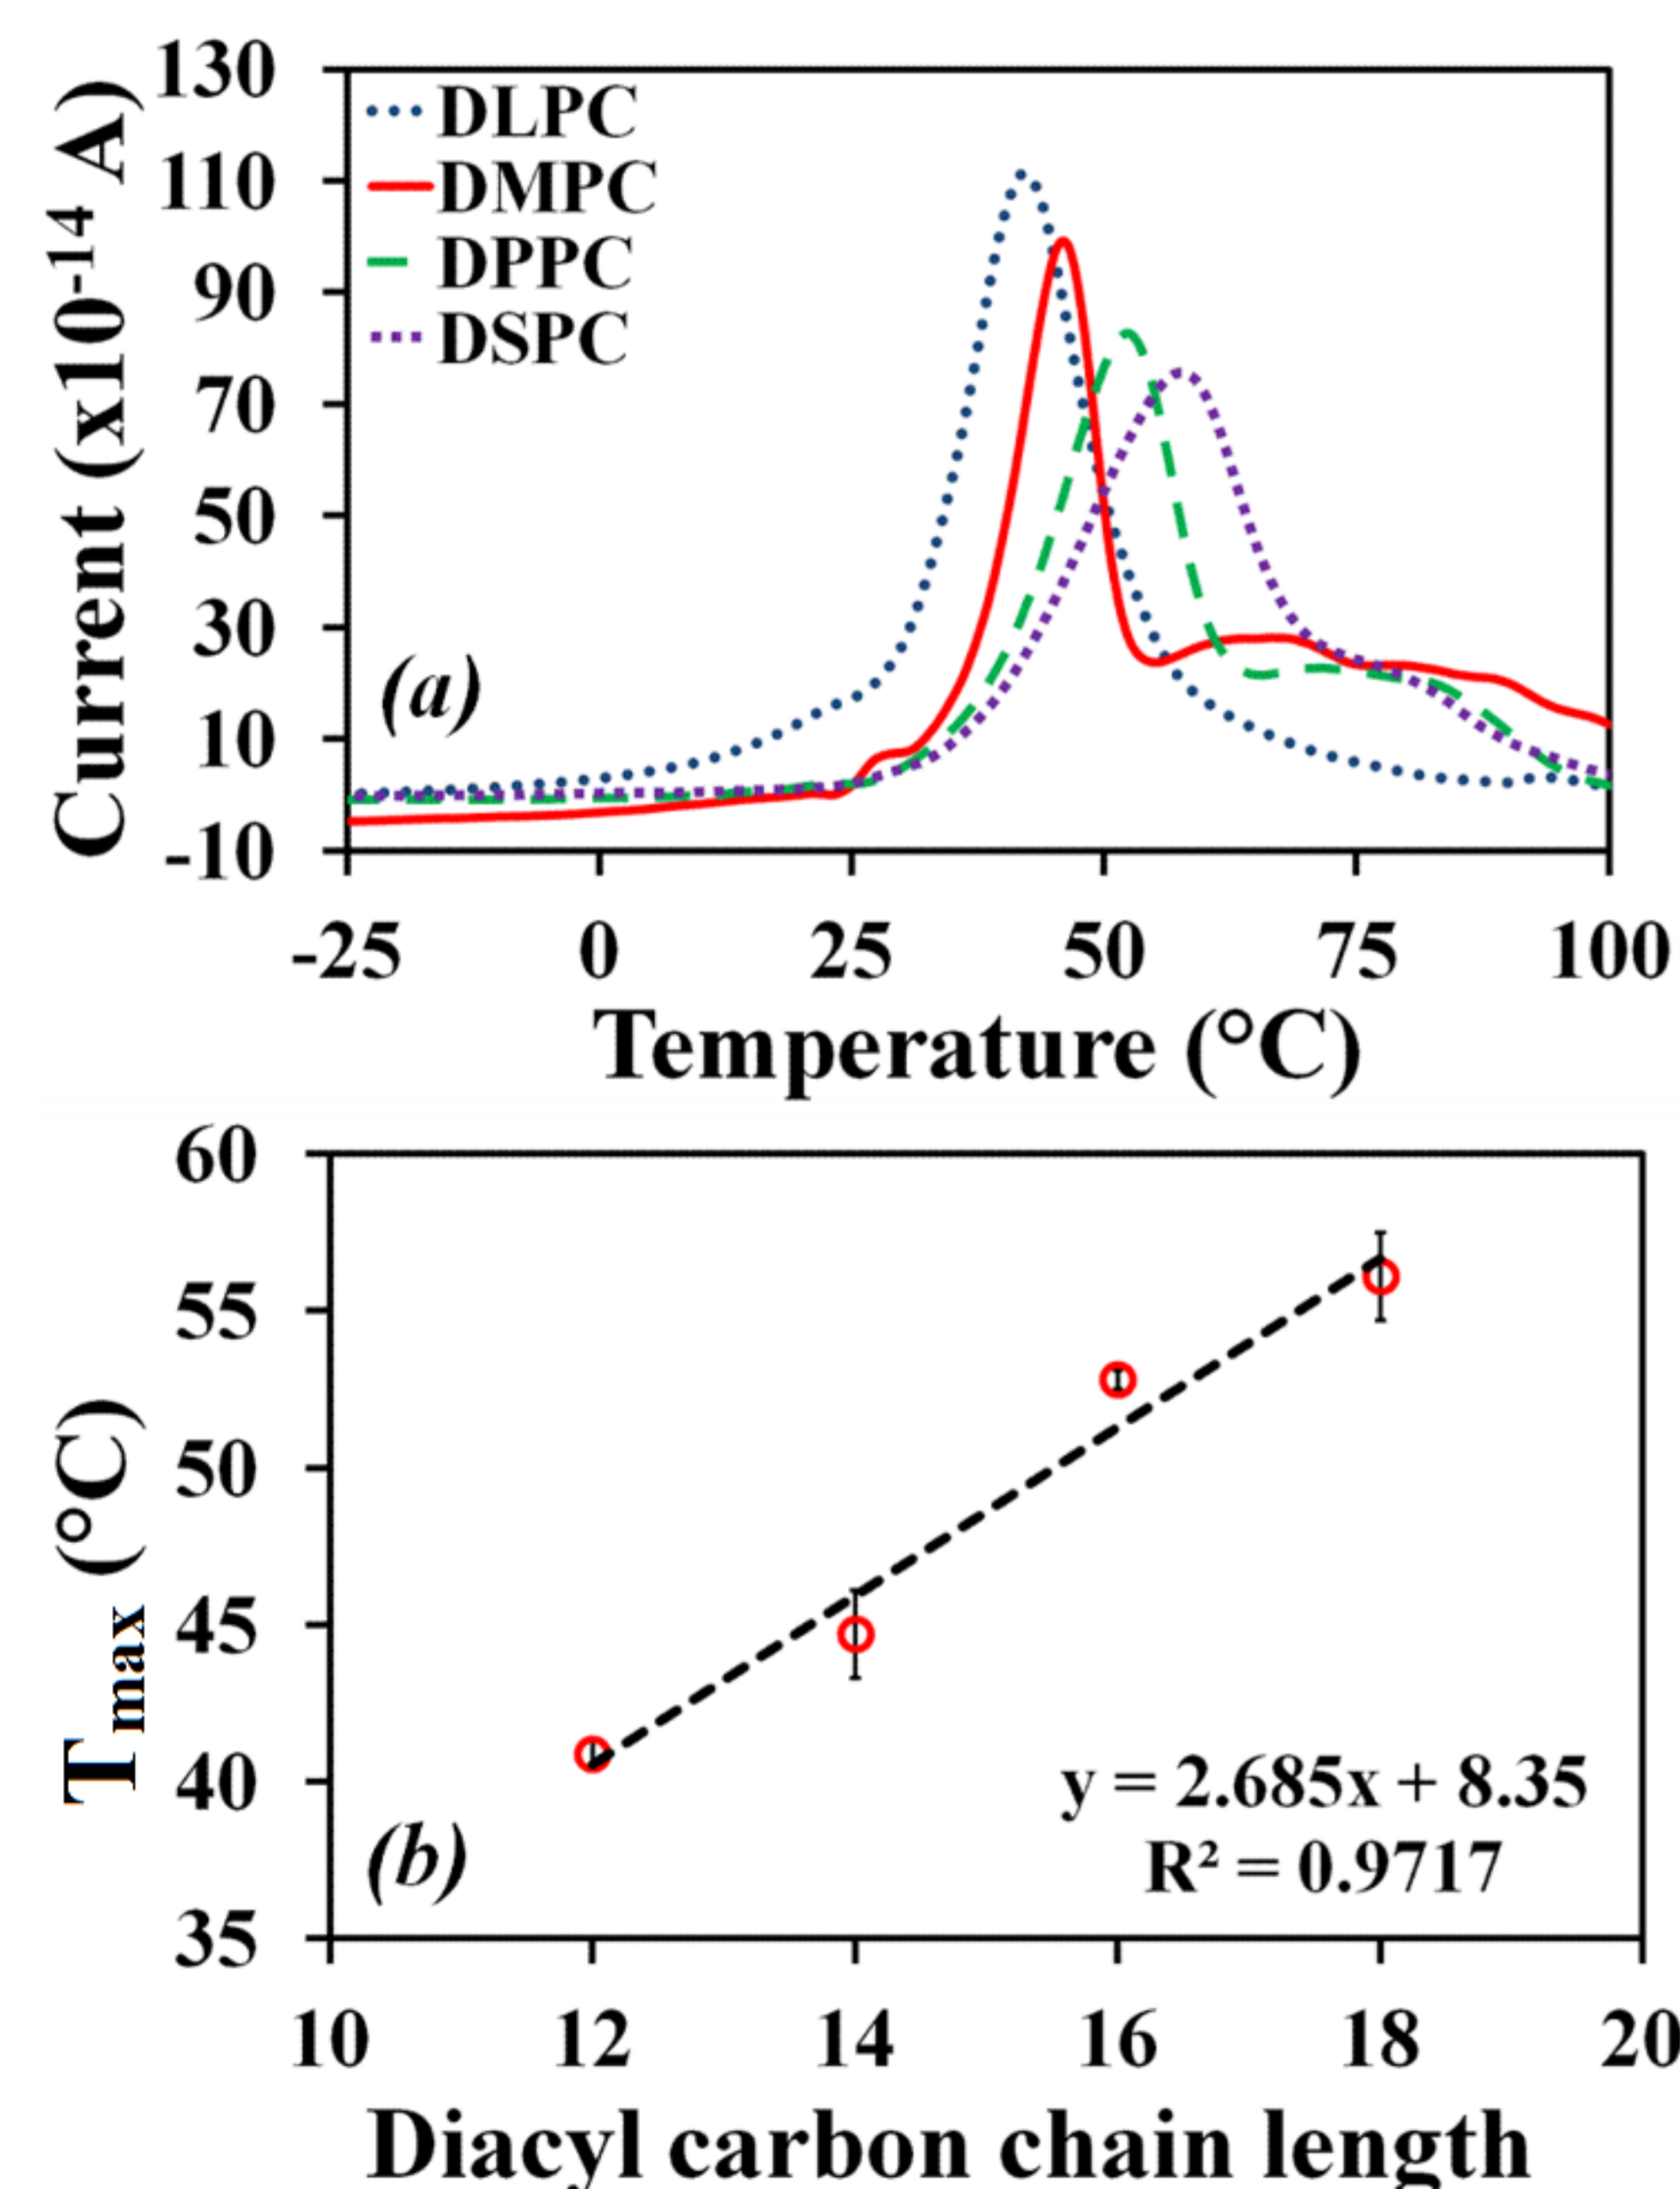 130
110
90
70
50
30
10
-10
Current (x10⁻¹⁴ A)
DLPC
DMPC
DPPC
DSPC
(a)
-25 0 25 50 75 100
Temperature (°C)
60
55
50
45
40
35
Tmax (°C)
y = 2.685x + 8.35
R² = 0.9717
(b)
10 12 14 16 18 20
Diacyl carbon chain length